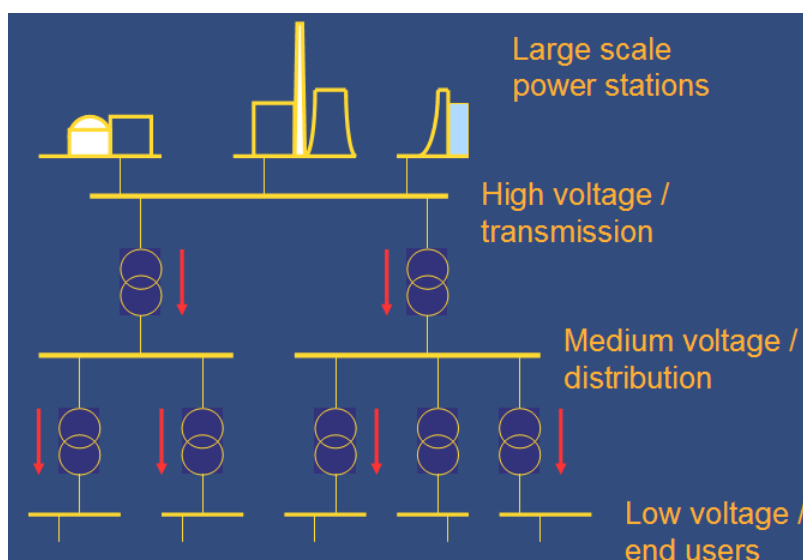 Large scale
power stations
High voltage /
transmission
Medium voltage /
distribution
Low voltage /
end users